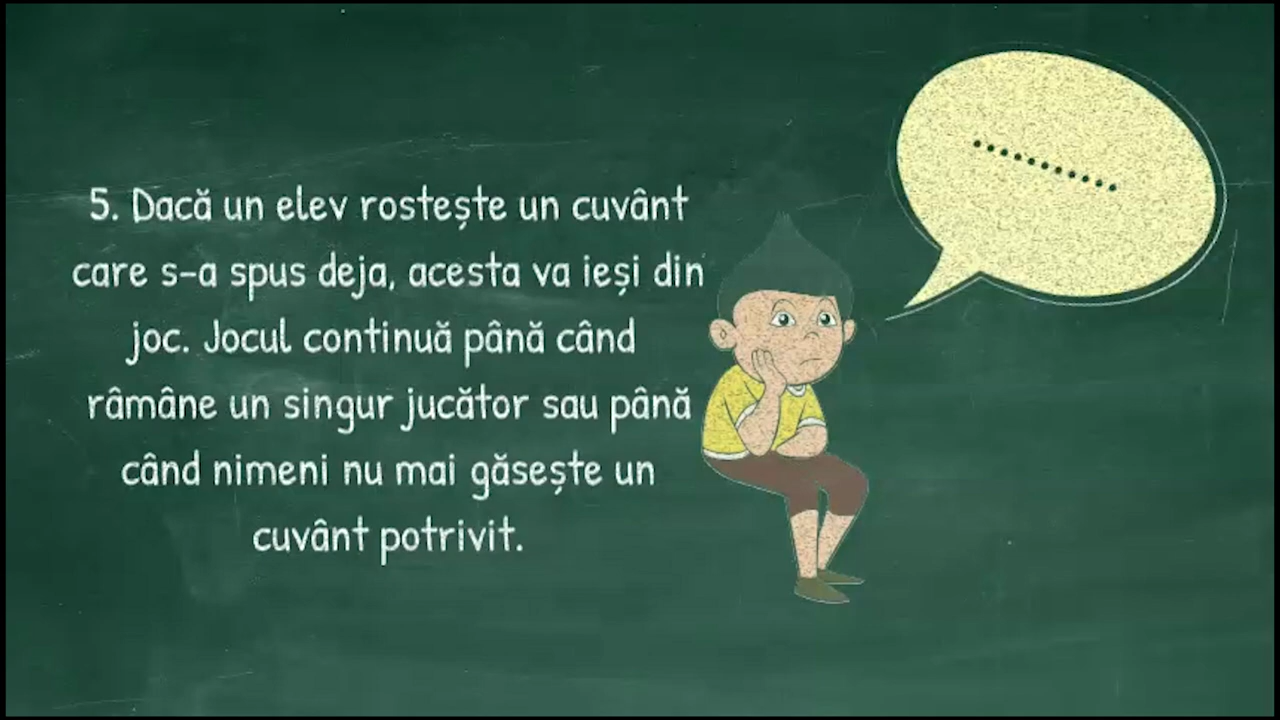 5. Dacă un elev rostește un cuvânt
care s-a spus deja, acesta va ieși din
joc. Jocul continuă până când
râmâne un singur jucător sau până
când nimeni nu mai găsește un
cuvânt potrivit.
...........